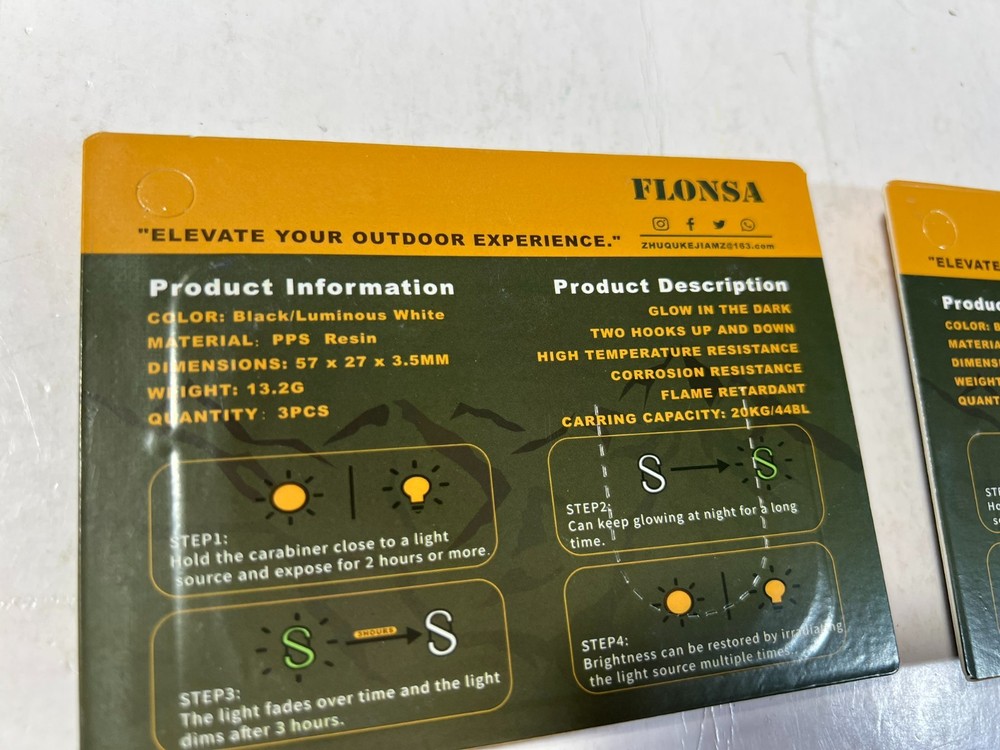 FLONSA
"ELEVATE YOUR OUTDOOR EXPERIENCE."
ZHUQUKEJIAMZ@163.com
Product Information
COLOR: Black/Luminous White
MATERIAL: PPS Resin
DIMENSIONS: 57 x 27 x 3.5MM
WEIGHT: 13.2G
QUANTITY: 3PCS
Product Description
GLOW IN THE DARK
TWO HOOKS UP AND DOWN
HIGH TEMPERATURE RESISTANCE
CORROSION RESISTANCE
FLAME RETARDANT
CARRING CAPACITY: 20KG/44BL
STEP1:
Hold the carabiner close to a light
source and expose for 2 hours or more.
STEP2:
Can keep glowing at night for a long
time.
STEP3:
3HOURS
The light fades over time and the light
dims after 3 hours.
STEP4:
Brightness can be restored by irradiating
the light source multiple times.
"ELEVATE
Produc
COLOR: B
MATERIA
DIMENS
WEIGHT
QUANT
STE
Ho
so